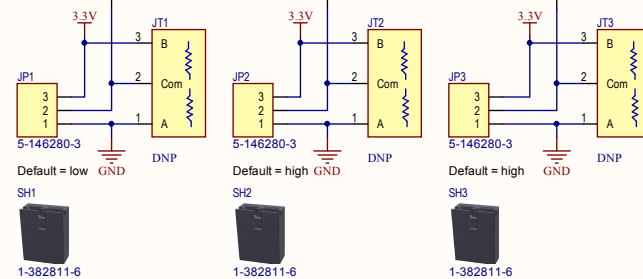 3.3V
JT1
3
B
JP1
2
Com
3
2
1
1
A
5-146280-3
DNP
Default = low
GND
SH1
1-382811-6
3.3V
JT2
3
B
JP2
2
Com
3
2
1
1
A
5-146280-3
DNP
Default = high
GND
SH2
1-382811-6
3.3V
JT3
3
B
JP3
2
Com
3
2
1
1
A
5-146280-3
DNP
Default = high
GND
SH3
1-382811-6